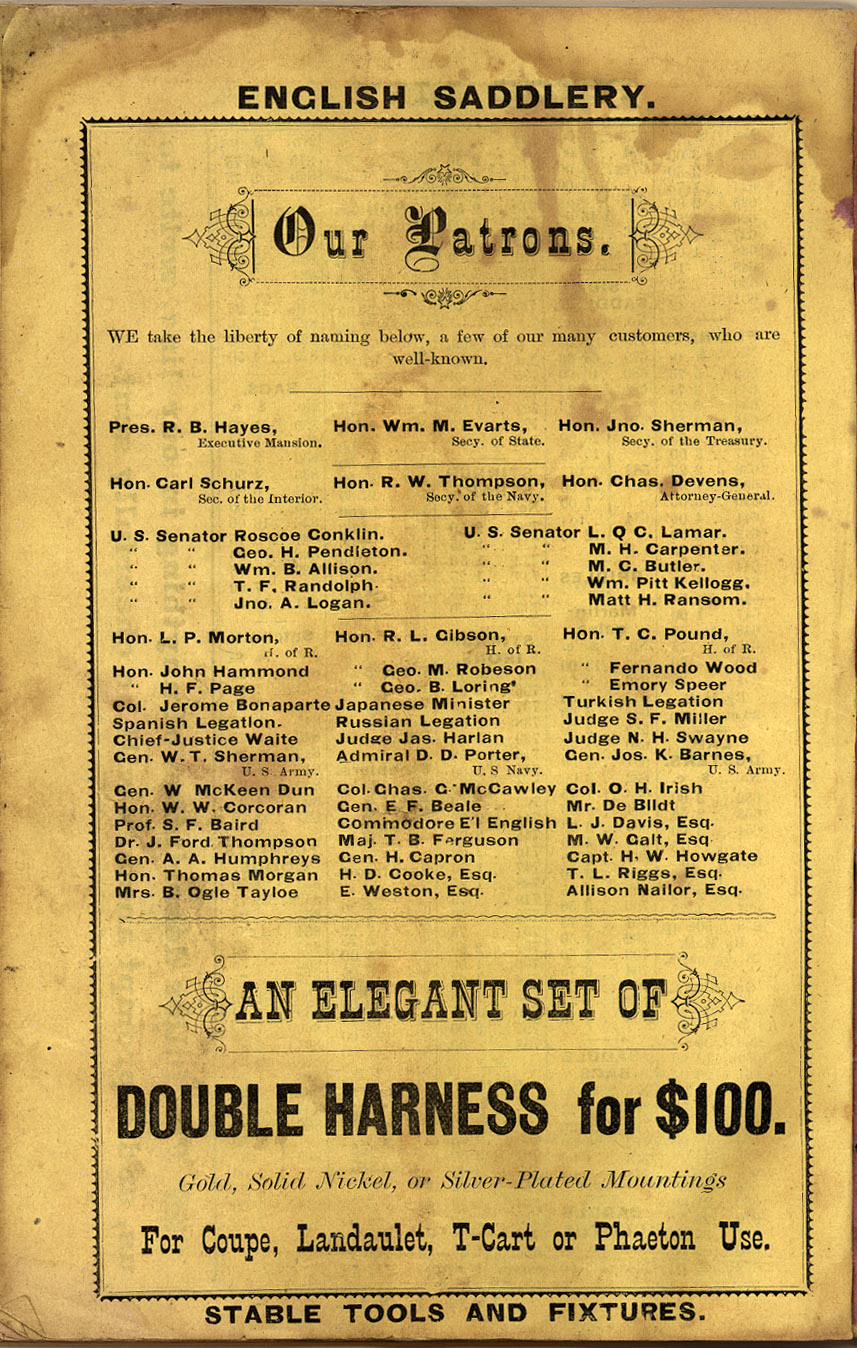 ENGLISH SADDLERY.
Our Patrons.
WE take the liberty of naming below, a few of our many customers, who are
well-known.
Pres. R. B. Hayes, Hon. Wm. M. Evarts, Hon. Jno. Sherman,
Executive Mansion. Secy. of State. Secy. of the Treasury.
Hon. Carl Schurz, Hon. R. W. Thompson, Hon. Chas. Devens,
Sec. of the Interior. Secy. of the Navy. Attorney-General.
U. S. Senator Roscoe Conklin. U. S. Senator L. Q C. Lamar.
“ “ Geo. H. Pendleton. “ “ M. H. Carpenter.
“ “ Wm. B. Allison. “ “ M. C. Butler.
“ “ T. F. Randolph. “ “ Wm. Pitt Kellogg.
“ “ Jno. A. Logan. “ “ Matt H. Ransom.
Hon. L. P. Morton, Hon. R. L. Gibson, Hon. T. C. Pound,
H. of R. H. of R. H. of R.
Hon. John Hammond “ Geo. M. Robeson “ Fernando Wood
“ H. F. Page “ Geo. B. Loring “ Emory Speer
Col. Jerome Bonaparte Japanese Minister Turkish Legation
Spanish Legation. Russian Legation Judge S. F. Miller
Chief-Justice Waite Judge Jas. Harlan Judge N. H. Swayne
Gen. W. T. Sherman, Admiral D. D. Porter, Gen. Jos. K. Barnes,
U. S. Army. U. S Navy. U. S. Army.
Gen. W McKeen Dun Col. Chas. G. McCawley Col. O. H. Irish
Hon. W. W. Corcoran Gen. E F. Beale Mr. De Blldt
Prof. S. F. Baird Commodore E'l English L. J. Davis, Esq.
Dr. J. Ford Thompson Maj. T. B. Ferguson M. W. Galt, Esq
Gen. A. A. Humphreys Gen. H. Capron Capt. H. W. Howgate
Hon. Thomas Morgan H. D. Cooke, Esq. T. L. Riggs, Esq.
Mrs. B. Ogle Tayloe E. Weston, Esq. Allison Nailor, Esq.
AN ELEGANT SET OF
DOUBLE HARNESS for $100.
Gold, Solid Nickel, or Silver-Plated Mountings
For Coupe, Landaulet, T-Cart or Phaeton Use.
STABLE TOOLS AND FIXTURES.